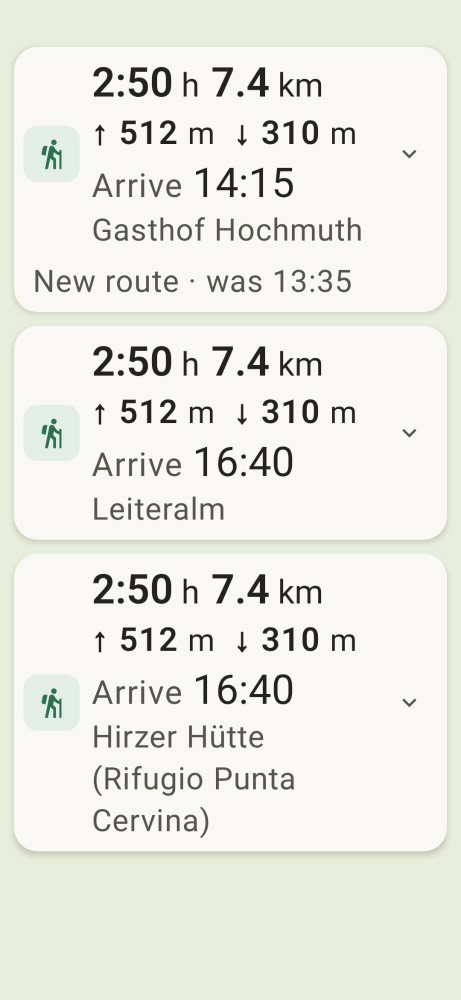 2:50 h 7.4 km
↑ 512 m ↓ 310 m
Arrive 14:15
Gasthof Hochmuth
New route · was 13:35
2:50 h 7.4 km
↑ 512 m ↓ 310 m
Arrive 16:40
Leiteralm
2:50 h 7.4 km
↑ 512 m ↓ 310 m
Arrive 16:40
Hirzer Hütte
(Rifugio Punta
Cervina)